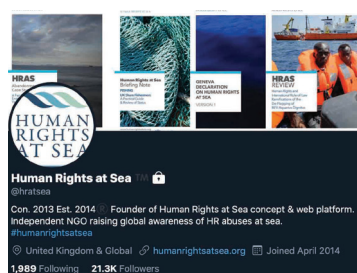 HRAS
Human Rights at Sea
Briefing Note
GENEVA
DECLARATION
ON HUMAN RIGHTS
AT SEA
VERSION 1
HRAS
REVIEW
HUMAN
RIGHTS
AT SEA
Human Rights at Sea TM
@hratsea
Con. 2013 Est. 2014 Founder of Human Rights at Sea concept & web platform.
Independent NGO raising global awareness of HR abuses at sea.
#humanrightsatsea
United Kingdom & Global humanrightsatsea.org Joined April 2014
1,989 Following 21.3K Followers